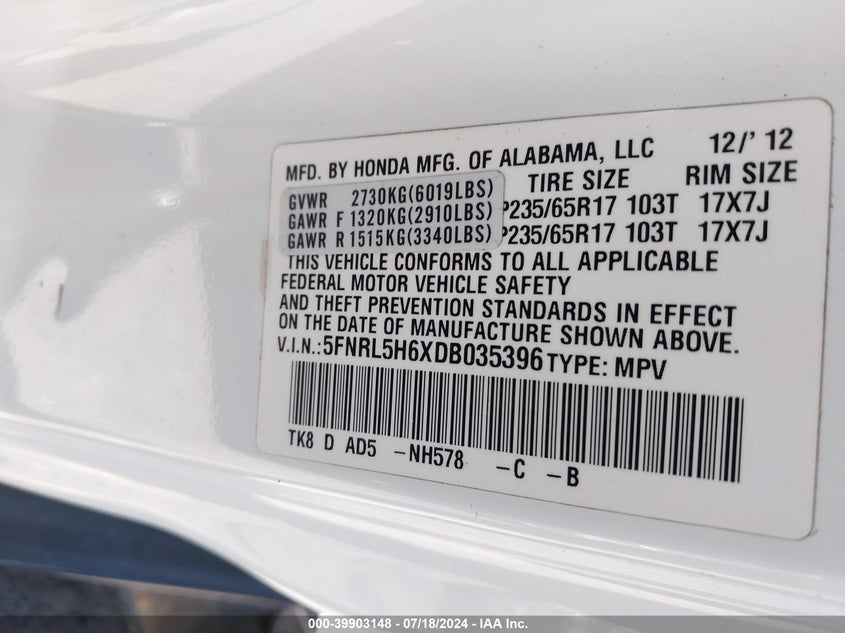 MFD. BY HONDA MFG. OF ALABAMA, LLC 12/' 12
GVWR 2730KG(6019LBS) TIRE SIZE RIM SIZE
GAWR F 1320KG(2910LBS) P235/65R17 103T 17X7J
GAWR R 1515KG(3340LBS) P235/65R17 103T 17X7J
THIS VEHICLE CONFORMS TO ALL APPLICABLE
FEDERAL MOTOR VEHICLE SAFETY
AND THEFT PREVENTION STANDARDS IN EFFECT
ON THE DATE OF MANUFACTURE SHOWN ABOVE.
V.I.N.:5FNRL5H6XDB035396 TYPE: MPV
TK8 D AD5 -NH578 -C -B
000-39903148 - 07/18/2024 - IAA Inc.